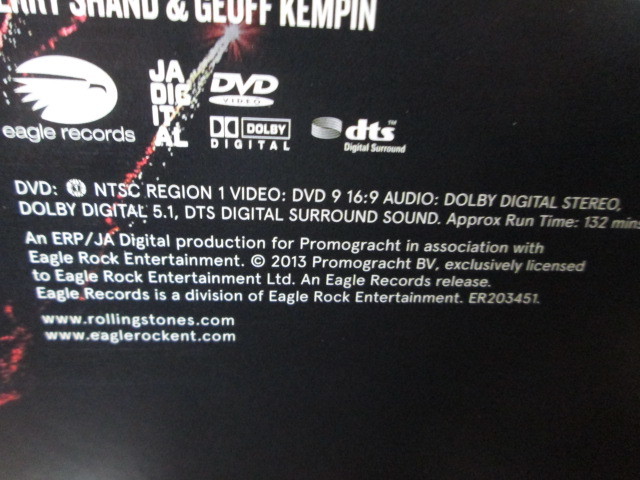 ERRY SHAND & GEOFF KEMPIN
eagle records
JA
DIG
IT
AL
DVD
VIDEO
DOLBY
DIGITAL
dts™
Digital Surround
DVD: NTSC REGION 1 VIDEO: DVD 9 16:9 AUDIO: DOLBY DIGITAL STEREO,
DOLBY DIGITAL 5.1, DTS DIGITAL SURROUND SOUND. Approx Run Time: 132 mins
An ERP/JA Digital production for Promogracht in association with
Eagle Rock Entertainment. © 2013 Promogracht BV, exclusively licensed
to Eagle Rock Entertainment Ltd. An Eagle Records release.
Eagle Records is a division of Eagle Rock Entertainment. ER203451.
www.rollingstones.com
www.eaglerockent.com